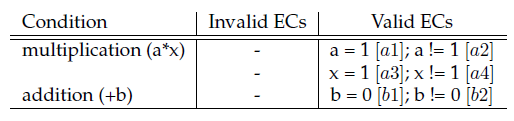 Condition Invalid ECs Valid ECs
multiplication (a*x) - a = 1 [a1]; a != 1 [a2]
- x = 1 [a3]; x != 1 [a4]
addition (+b) - b = 0 [b1]; b != 0 [b2]